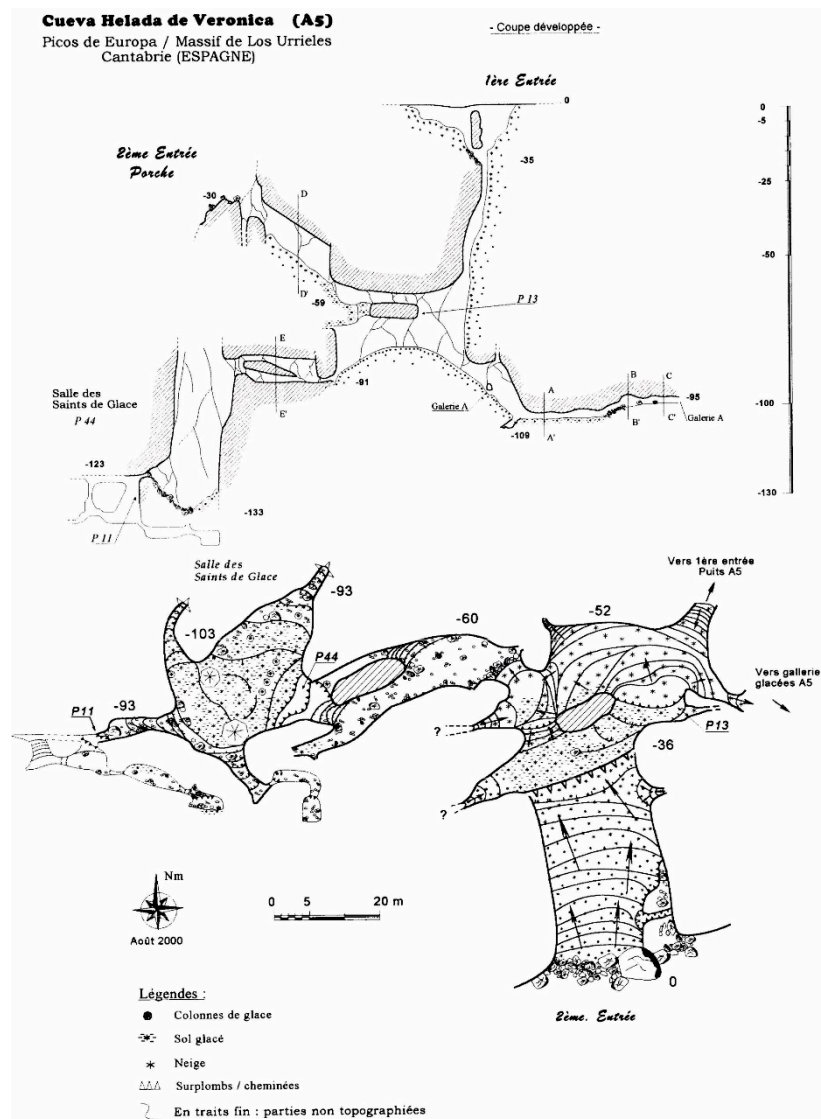 Cueva Helada de Veronica (A5)
Picos de Europa / Massif de Los Urrieles
Cantabrie (ESPAGNE)
- Coupe développée -
1ère Entrée
0
0
-5
-35
-25
-50
-100
-130
2ème Entrée
Porche
-30
D
D'
-59
P 13
E
E'
-91
Salle des
Saints de Glace
P 44
-123
P 11
-133
Galerie A
-109
A
A'
B
B'
C
C'
-95
Galerie A
Salle des
Saints de Glace
-93
-103
P44
-60
-52
Vers 1ère entrée
Puits A5
Vers gallerie
glacées A5
P11
-93
?
P13
-36
?
Nm
Août 2000
0 5 20 m
0
2ème. Entrée
Légendes :
Colonnes de glace
Sol glacé
Neige
Surplombs / cheminées
En traits fin : parties non topographiées